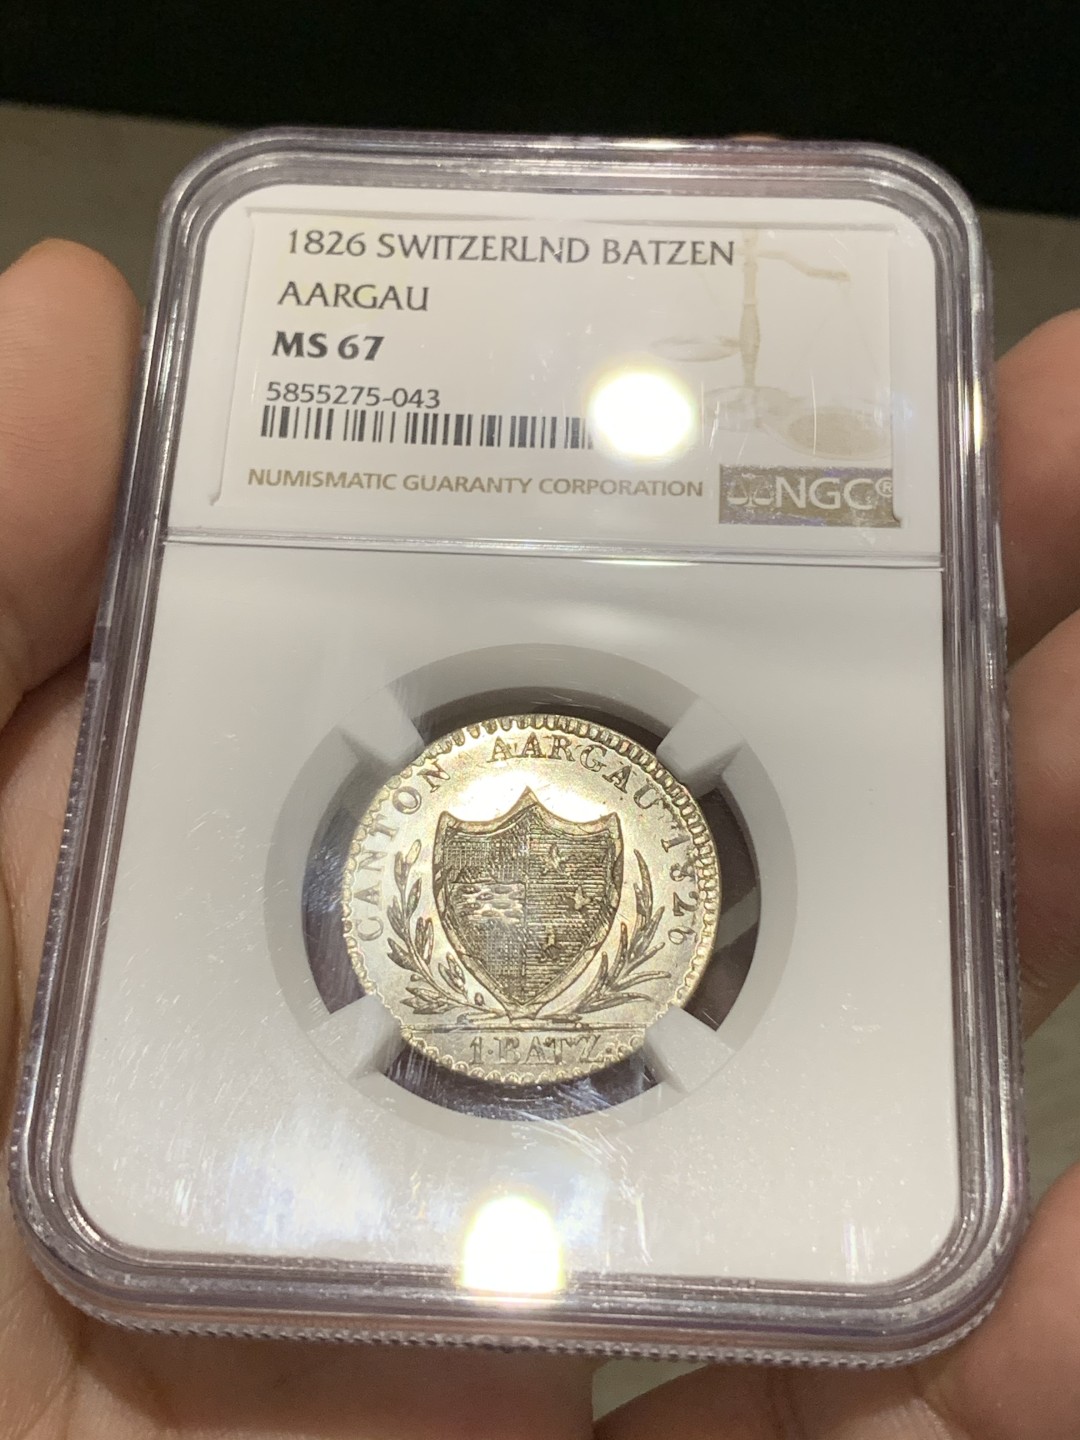 1826 SWITZERLND BATZEN
AARGAU
MS 67
5855275-043
NUMISMATIC GUARANTY CORPORATION
NGC®
CANTON AARGAU 1826
1·BATZ·